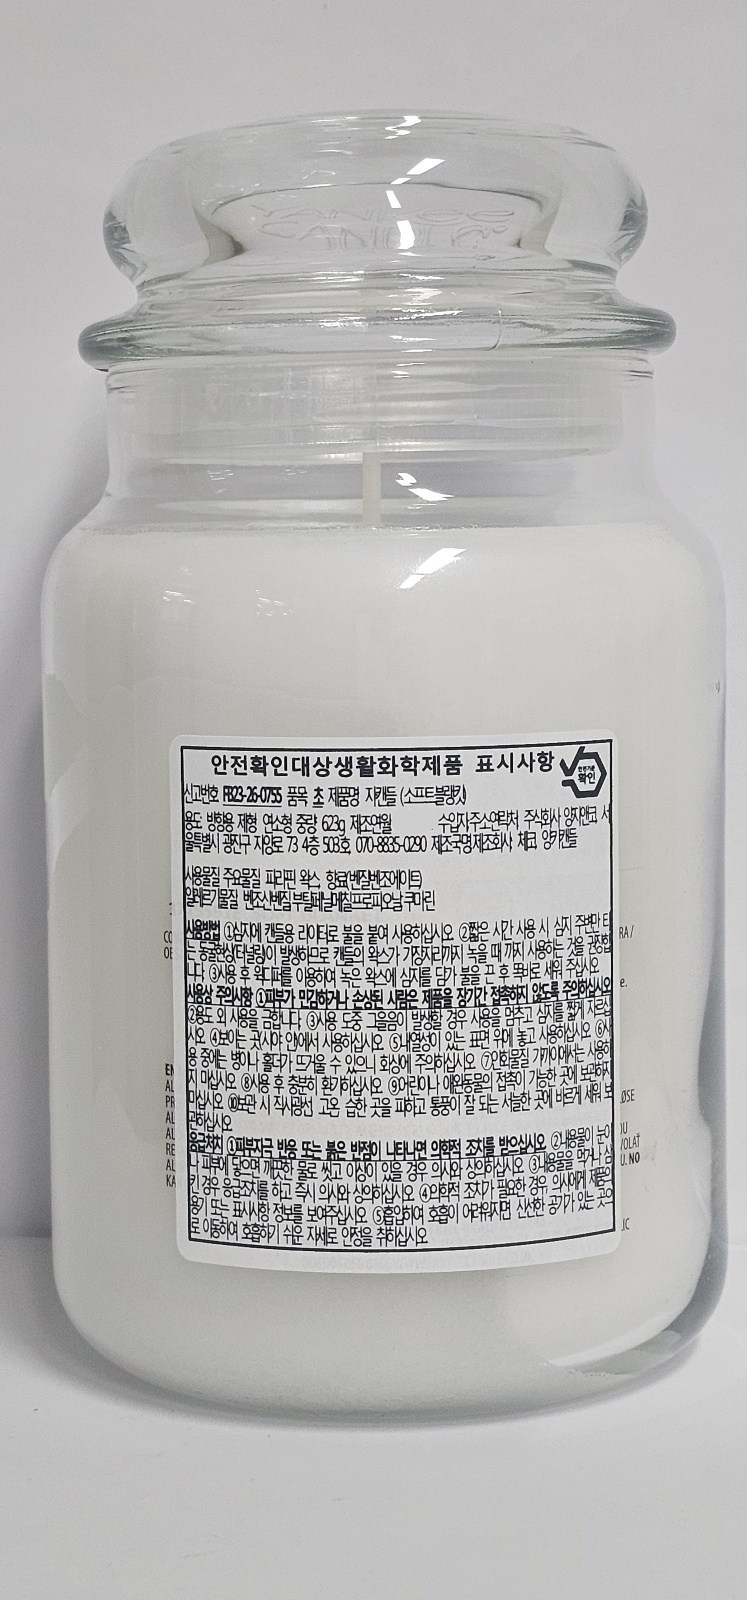 YANKEE
CANDLE
안전확인대상생활화학제품 표시사항
안전기준
확인
신고번호 FB23-26-0755 품목 초 제품명 자캔들 (소프트블랭킷)
용도 방향용 제형 연소형 중량 623g 제조연월 수입자주소연락처 주식회사 양지앤코 서
울특별시 광진구 자양로 73 4층 503호, 070-8835-0290 제조국명제조회사 체코 양키캔들
사용물질 주요물질 파라핀 왁스, 향료(벤질벤조에이트)
알레르기물질 벤조산벤질,부틸페닐메칠프로피오날,쿠마린
사용방법 ①심지에 캔들용 라이터로 불을 붙여 사용하십시오 ②짧은 시간 사용 시 심지 주변만 타
는 동굴현상(터널링)이 발생하므로 캔들의 왁스가 가장자리까지 녹을 때 까지 사용하는 것을 권장합
니다 ③사용 후 윅디퍼를 이용하여 녹은 왁스에 심지를 담가 불을 끈 후 똑바로 세워 주십시오
사용상 주의사항 ①피부가 민감하거나 손상된 사람은 제품을 장기간 접촉하지 않도록 주의하십시오
②용도 외 사용을 금합니다 ③사용 도중 그을음이 발생할 경우 사용을 멈추고 심지를 짧게 자르십
시오 ④보이는 곳, 시야 안에서 사용하십시오 ⑤내열성이 있는 표면 위에 놓고 사용하십시오 ⑥사
용 중에는 병이나 홀더가 뜨거울 수 있으니 화상에 주의하십시오 ⑦인화물질 가까이에서는 사용하
지 마십시오 ⑧사용 후 충분히 환기하십시오 ⑨어린이나 애완동물의 접촉이 가능한 곳에 보관하지
마십시오 ⑩보관 시 직사광선, 고온, 습한 곳을 피하고 통풍이 잘 되는 서늘한 곳에 바르게 세워 보
관하십시오
응급처치 ①피부자극 반응 또는 붉은 반점이 나타나면 의학적 조치를 받으십시오 ②내용물이 눈이
나 피부에 닿으면 깨끗한 물로 씻고 이상이 있을 경우 의사와 상의하십시오 ③내용물을 먹거나 삼
킨 경우 응급조치를 하고 즉시 의사와 상의하십시오 ④의학적 조치가 필요한 경우, 의사에게 제품의
용기 또는 표시사항 정보를 보여주십시오 ⑤흡입하여 호흡이 어려워지면 신선한 공기가 있는 곳으
로 이동하여 호흡하기 쉬운 자세로 안정을 취하십시오